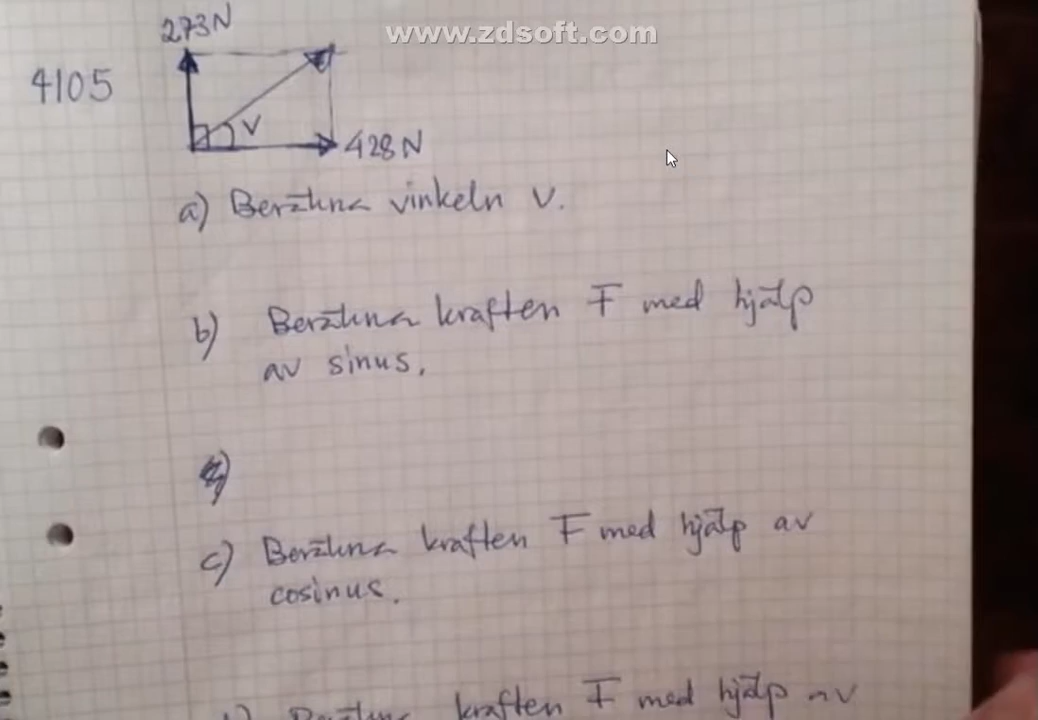 www.zdsoft.com
273N
4105
V
428N
a) Beräkna vinkeln V.
b) Beräkna kraften F med hjälp
av sinus.
c) Beräkna kraften F med hjälp av
cosinus.
kraften F med hjälp av